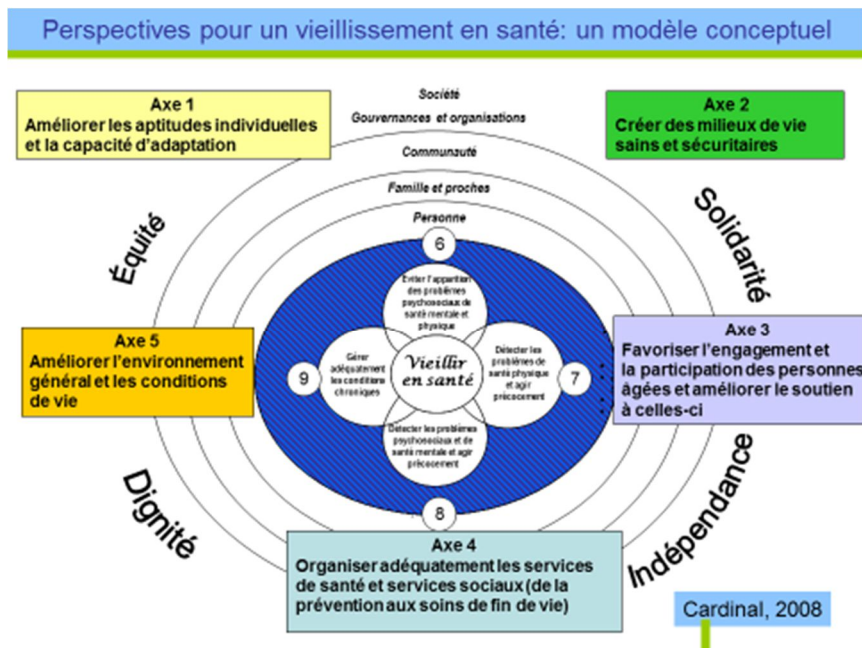 Perspectives pour un vieillissement en santé: un modèle conceptuel
Axe 1
Améliorer les aptitudes individuelles
et la capacité d'adaptation
Société
Gouvernances et organisations
Communauté
Famille et proches
Personne
Axe 2
Créer des milieux de vie
sains et sécuritaires
Équité
Solidarité
6
Eviter l'apparition
des problèmes
psychosociaux de
santé mentale et
physique
Axe 5
Améliorer l'environnement
général et les conditions
de vie
9
Gérer
adéquatement
les conditions
chroniques
Vieillir
en santé
Détecter les
problèmes de
santé physique et
agir
précocement
7
Axe 3
Favoriser l'engagement et
la participation des personnes
âgées et améliorer le soutien
à celles-ci
Détecter les problèmes
psychosociaux et de
santé mentale et agir
précocement
8
Dignité
Indépendance
Axe 4
Organiser adéquatement les services
de santé et services sociaux (de la
prévention aux soins de fin de vie)
Cardinal, 2008